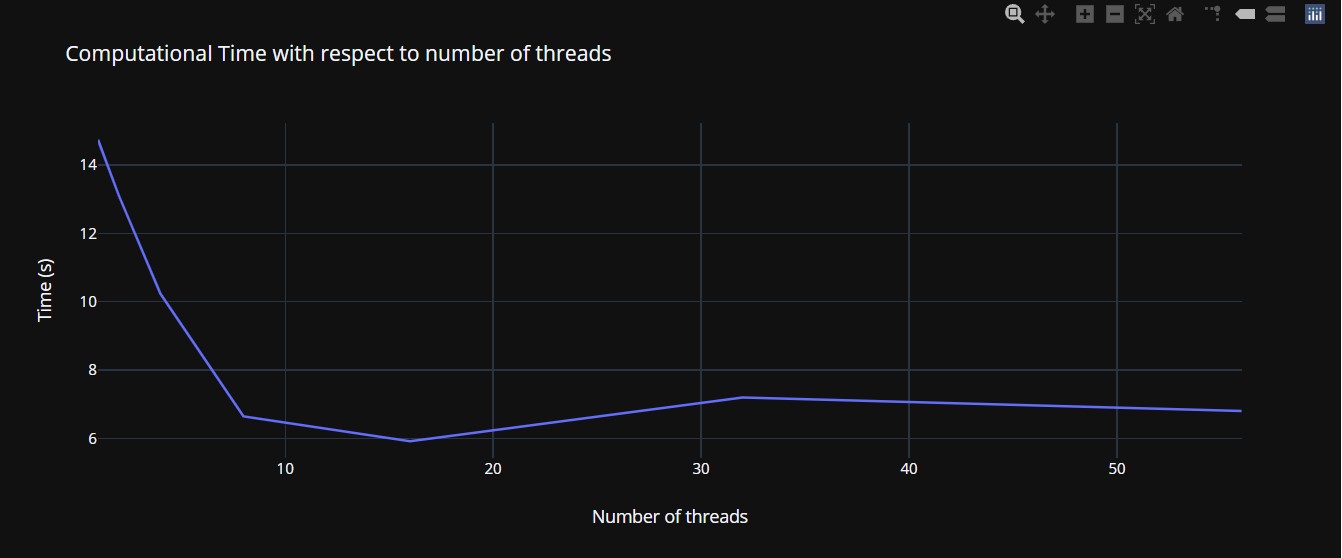 Computational Time with respect to number of threads
14
12
10
8
6
Time (s)
10 20 30 40 50
Number of threads